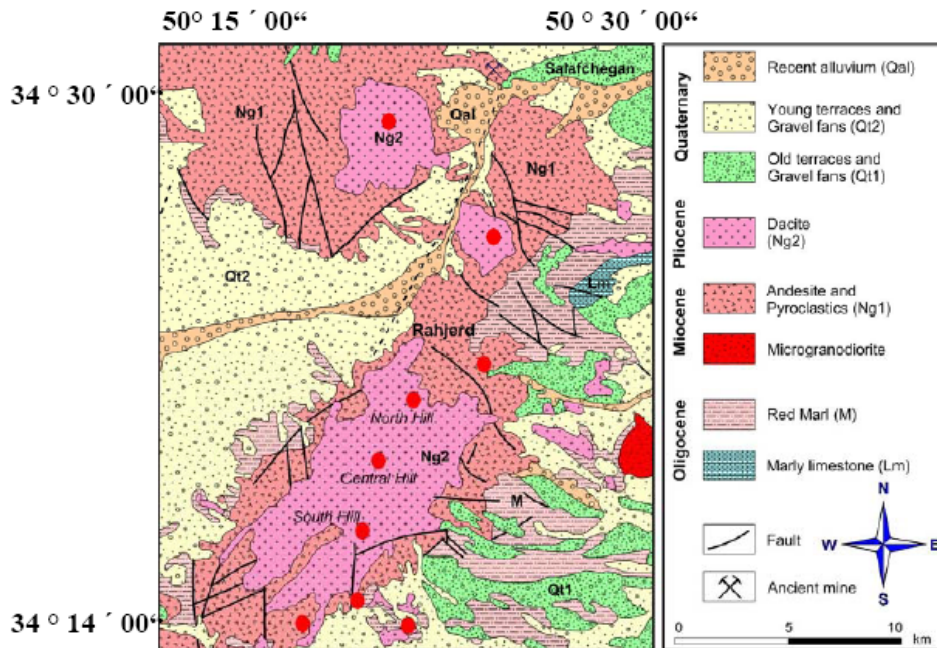 50° 15 ´ 00“
50° 30 ´ 00“
34 ° 30 ´ 00“
34 ° 14 ´ 00“
Salafchegan
Ng1
Ng2
Qal
Ng1
Qt2
Lm
Rahjerd
North Hill
Ng2
Central Hill
South Hill
M
Qt1
Quaternary
Pliocene
Miocene
Oligocene
Recent alluvium (Qal)
Young terraces and
Gravel fans (Qt2)
Old terraces and
Gravel fans (Qt1)
Dacite
(Ng2)
Andesite and
Pyroclastics (Ng1)
Microgranodiorite
Red Marl (M)
Marly limestone (Lm)
Fault
Ancient mine
N
W
E
S
0
5
10
km